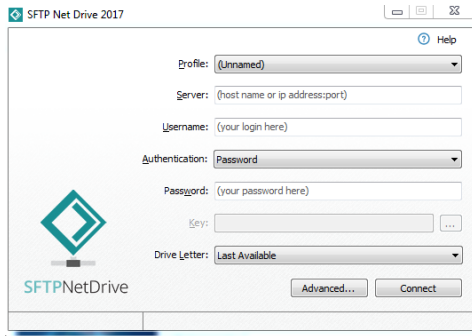 SFTP Net Drive 2017
Help
Profile: (Unnamed)
Server: (host name or ip address:port)
Username: (your login here)
Authentication: Password
Password: (your password here)
Key: ...
Drive Letter: Last Available
SFTPNetDrive
Advanced... Connect